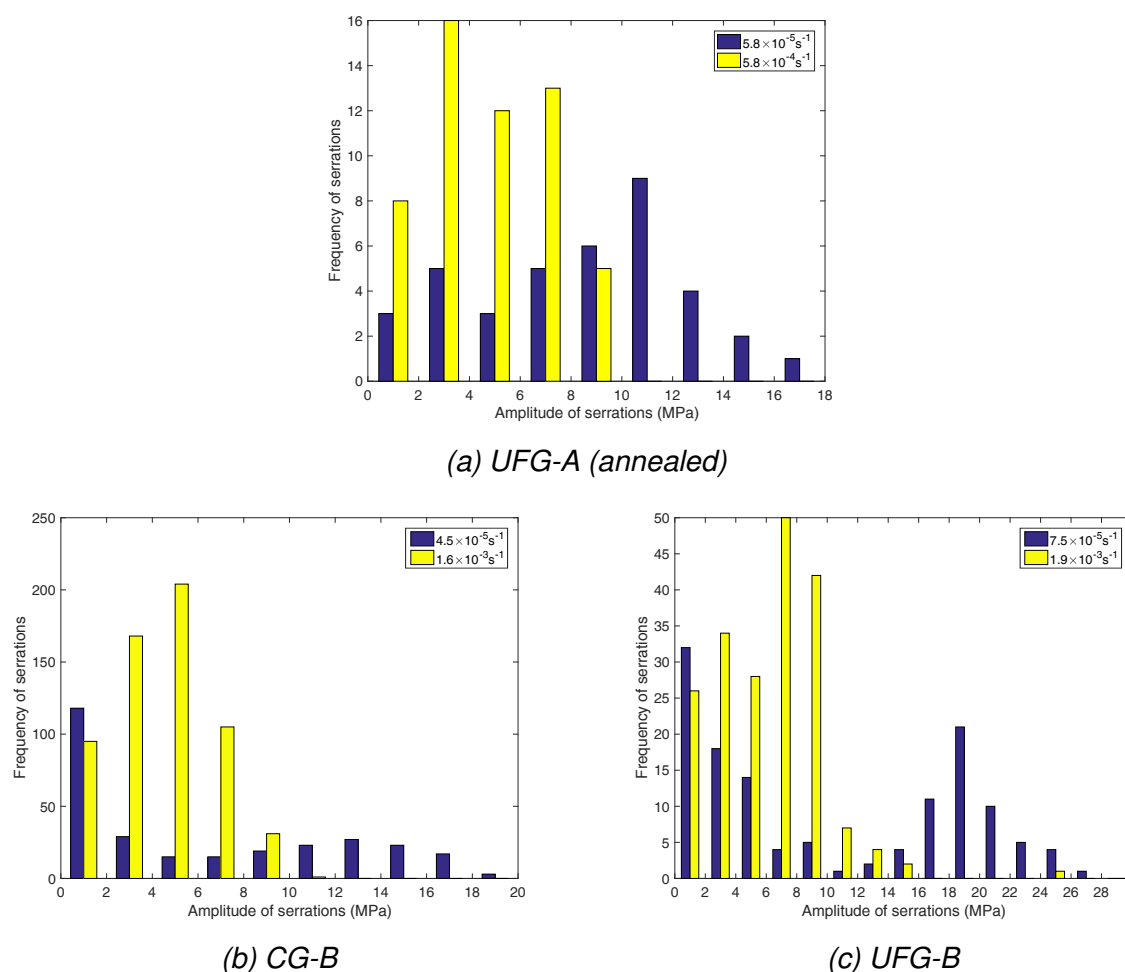 16
14
12
10
8
6
4
2
0
Frequency of serrations
5.8×10⁻⁵s⁻¹
5.8×10⁻⁴s⁻¹
0 2 4 6 8 10 12 14 16 18
Amplitude of serrations (MPa)
(a) UFG-A (annealed)
250
200
150
100
50
0
Frequency of serrations
4.5×10⁻⁵s⁻¹
1.6×10⁻³s⁻¹
0 2 4 6 8 10 12 14 16 18 20
Amplitude of serrations (MPa)
(b) CG-B
50
45
40
35
30
25
20
15
10
5
0
Frequency of serrations
7.5×10⁻⁵s⁻¹
1.9×10⁻³s⁻¹
0 2 4 6 8 10 12 14 16 18 20 22 24 26 28
Amplitude of serrations (MPa)
(c) UFG-B